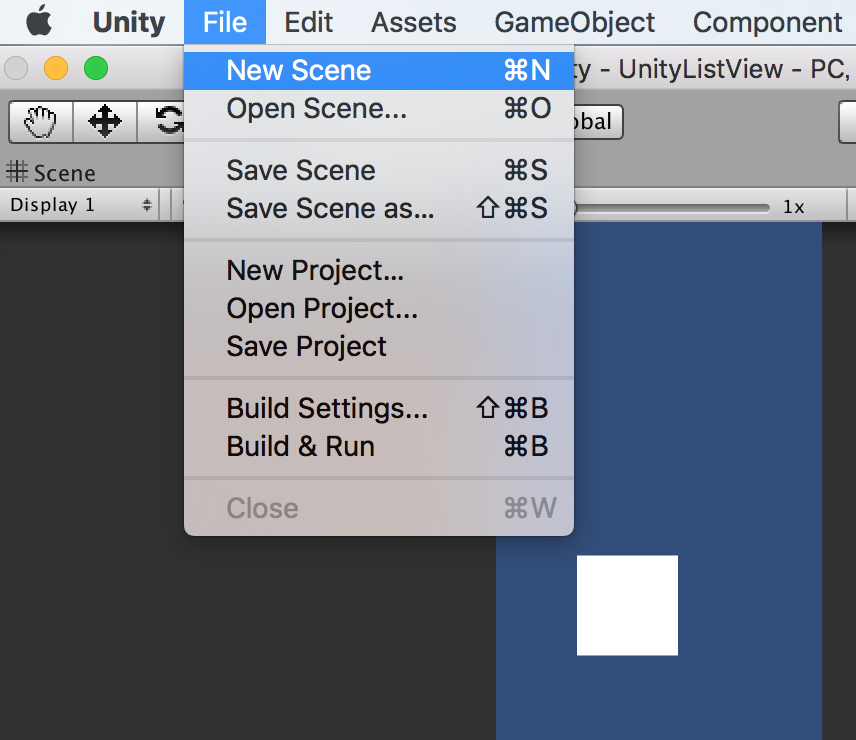 Unity File Edit Assets GameObject Component
ty - UnityListView - PC,
New Scene ⌘N
Open Scene... ⌘O
obal
Save Scene ⌘S
Scene
Save Scene as... ⇧⌘S
Display 1
1x
New Project...
Open Project...
Save Project
Build Settings... ⇧⌘B
Build & Run ⌘B
Close ⌘W